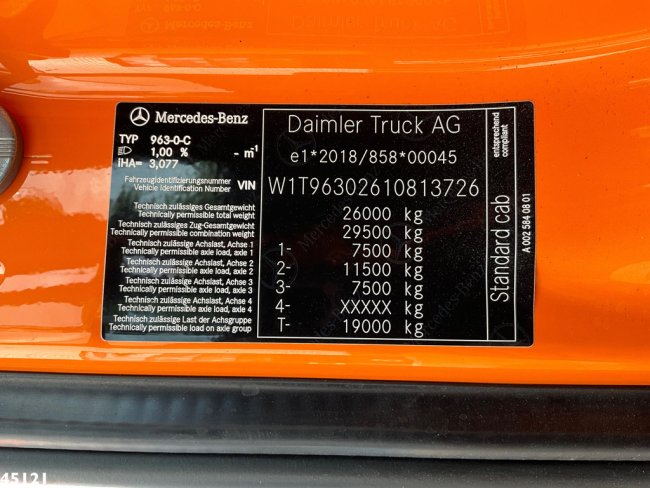 Mercedes-Benz
TYP 963-0-C
1,00 % - m¹
iHA= 3,077
Fahrzeugidentifizierungsnummer
Vehicle Identification Number VIN
Technisch zulässiges Gesamtgewicht
Technically permissible total weight
Technisch zulässiges Zug-Gesamtgewicht
Technically permissible combination weight
Technisch zulässige Achslast, Achse 1
Technically permissible axle load, axle 1
Technisch zulässige Achslast, Achse 2
Technically permissible axle load, axle 2
Technisch zulässige Achslast, Achse 3
Technically permissible axle load, axle 3
Technisch zulässige Achslast, Achse 4
Technically permissible axle load, axle 4
Technisch zulässige Last der Achsgruppe
Technically permissible load on axle group
Daimler Truck AG
e1*2018/858*00045
W1T96302610813726
26000 kg
29500 kg
1- 7500 kg
2- 11500 kg
3- 7500 kg
4- XXXXX kg
T- 19000 kg
Standard cab
entsprechend
compliant
A 002 584 08 01
45121